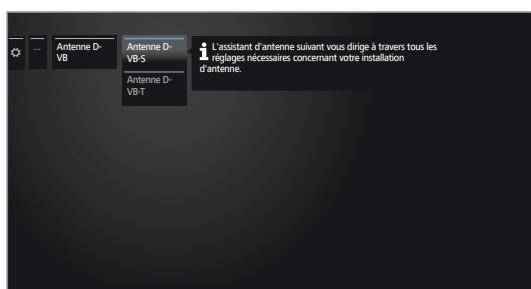 ...
Antenne D-
VB
Antenne D-
VB-S
Antenne D-
VB-T
L'assistant d'antenne suivant vous dirige à travers tous les
réglages nécessaires concernant votre installation
d'antenne.